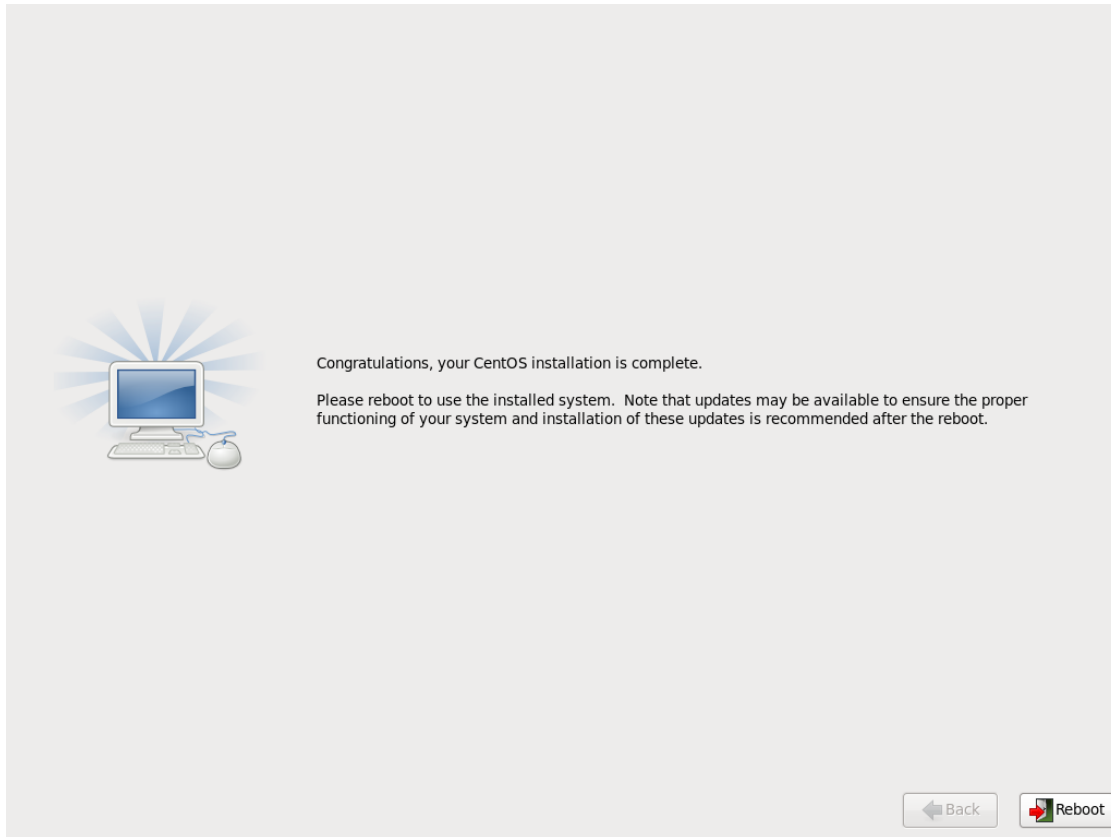 Congratulations, your CentOS installation is complete.
Please reboot to use the installed system.  Note that updates may be available to ensure the proper
functioning of your system and installation of these updates is recommended after the reboot.
Back
Reboot